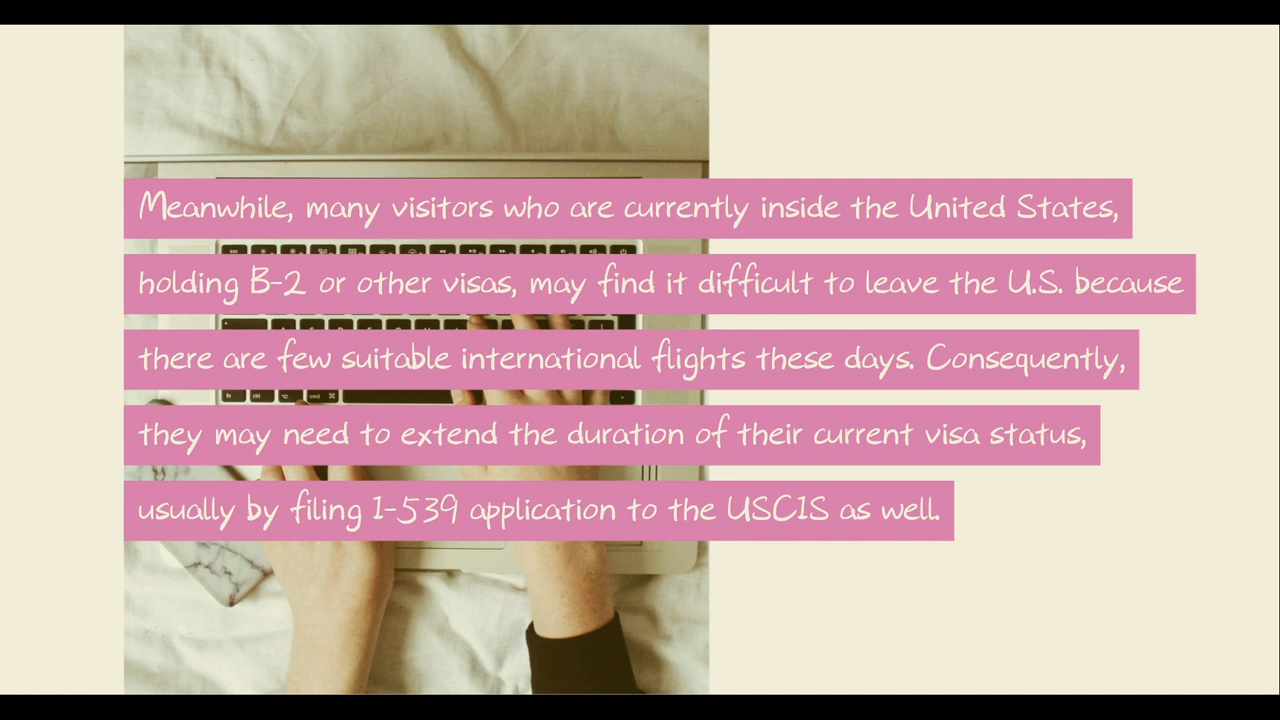 Meanwhile, many visitors who are currently inside the United States,
holding B-2 or other visas, may find it difficult to leave the U.S. because
there are few suitable international flights these days. Consequently,
they may need to extend the duration of their current visa status,
usually by filing I-539 application to the USCIS as well.